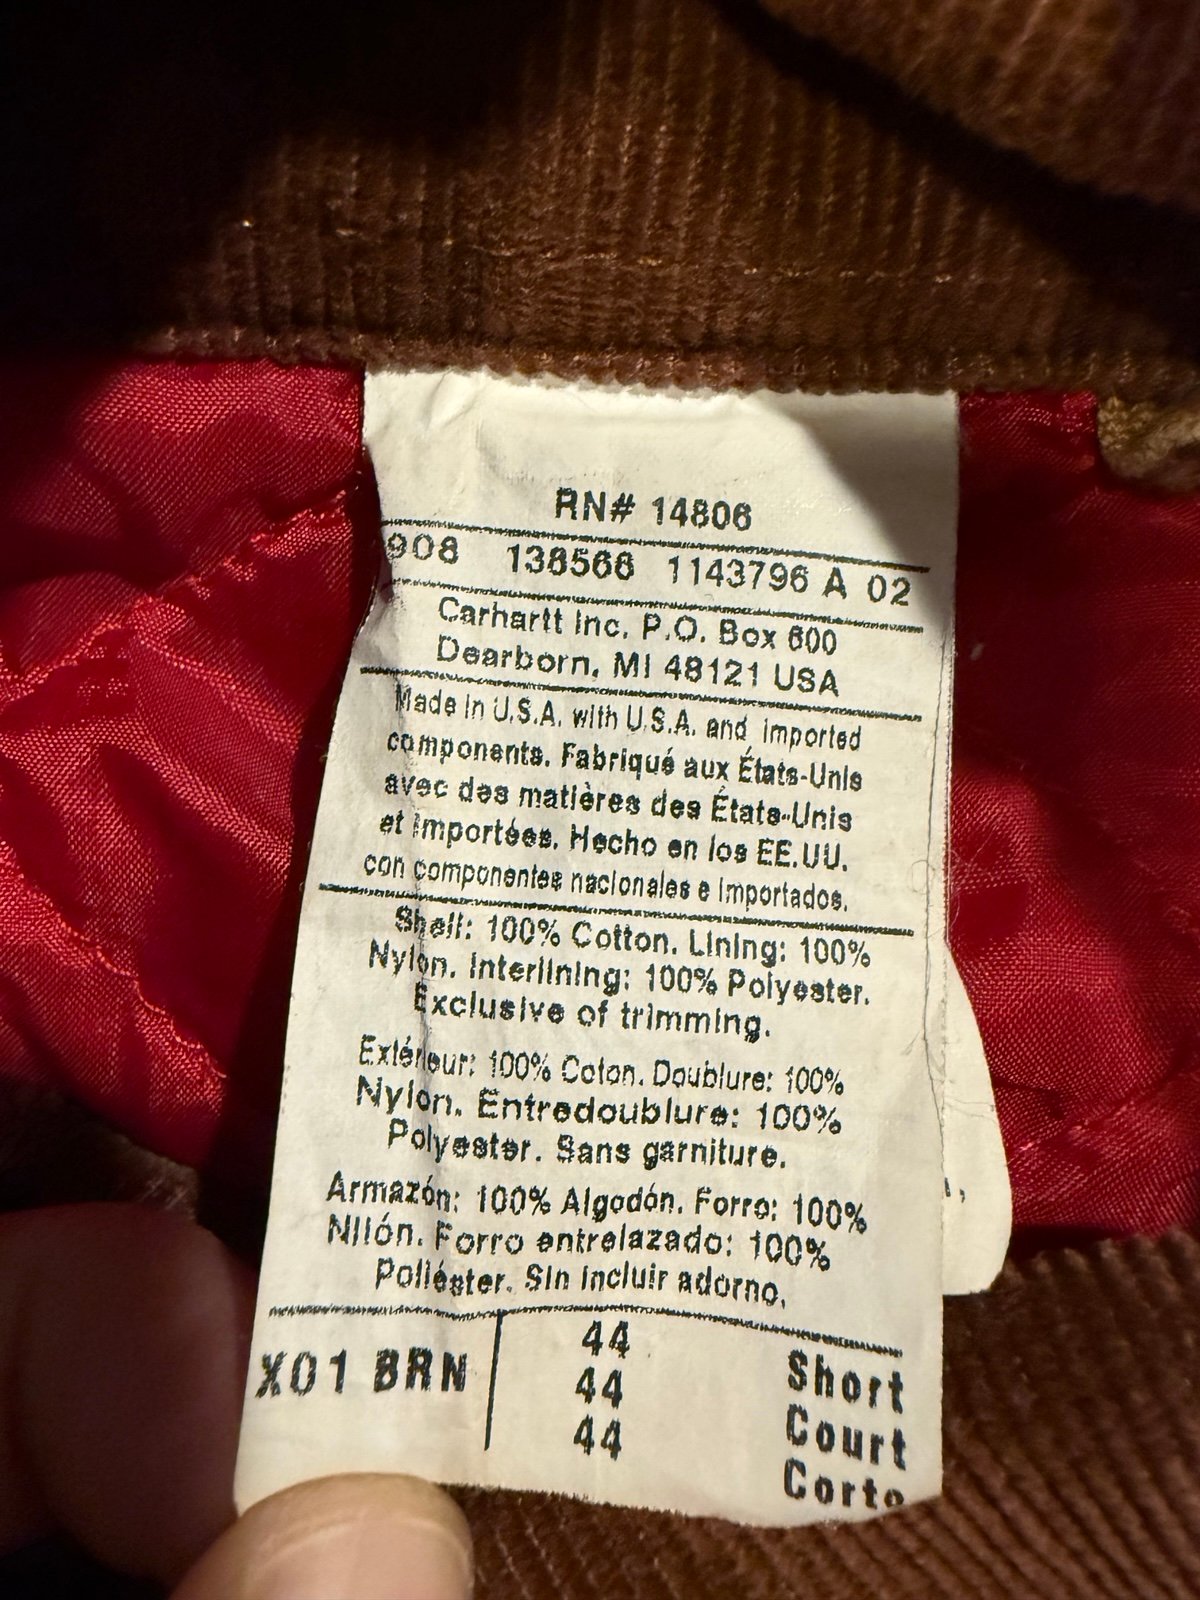 RN# 14806
908 138566 1143796 A 02
Carhartt Inc. P.O. Box 600
Dearborn, MI 48121 USA
Made in U.S.A. with U.S.A. and imported
components. Fabriqué aux États-Unis
avec des matières des États-Unis
et importées. Hecho en los EE.UU.
con componentes nacionales e importados.
Shell: 100% Cotton. Lining: 100%
Nylon. Interlining: 100% Polyester.
Exclusive of trimming.
Extérieur: 100% Coton. Doublure: 100%
Nylon. Entredoublure: 100%
Polyester. Sans garniture.
Armazón: 100% Algodón. Forro: 100%
Nilón. Forro entrelazado: 100%
Poliéster. Sin incluir adorno.
X01 BRN 44 Short
44 Court
44 Corto